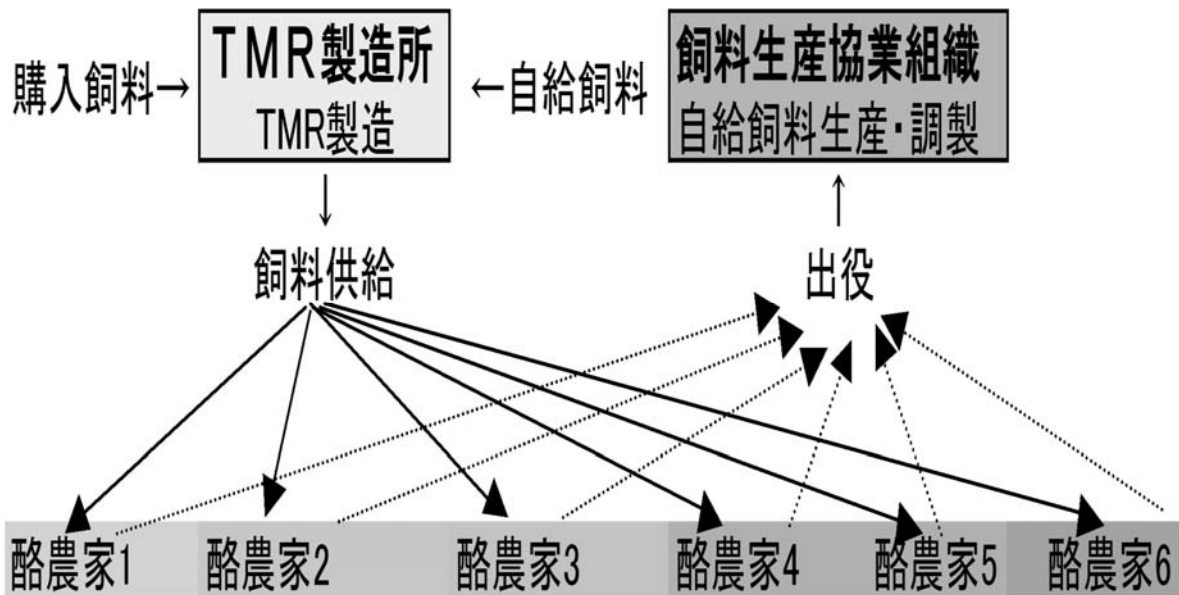 購入飼料→
TMR製造所
TMR製造
←自給飼料
飼料生産協業組織
自給飼料生産・調製
↓
↑
飼料供給
出役
酪農家1
酪農家2
酪農家3
酪農家4
酪農家5
酪農家6